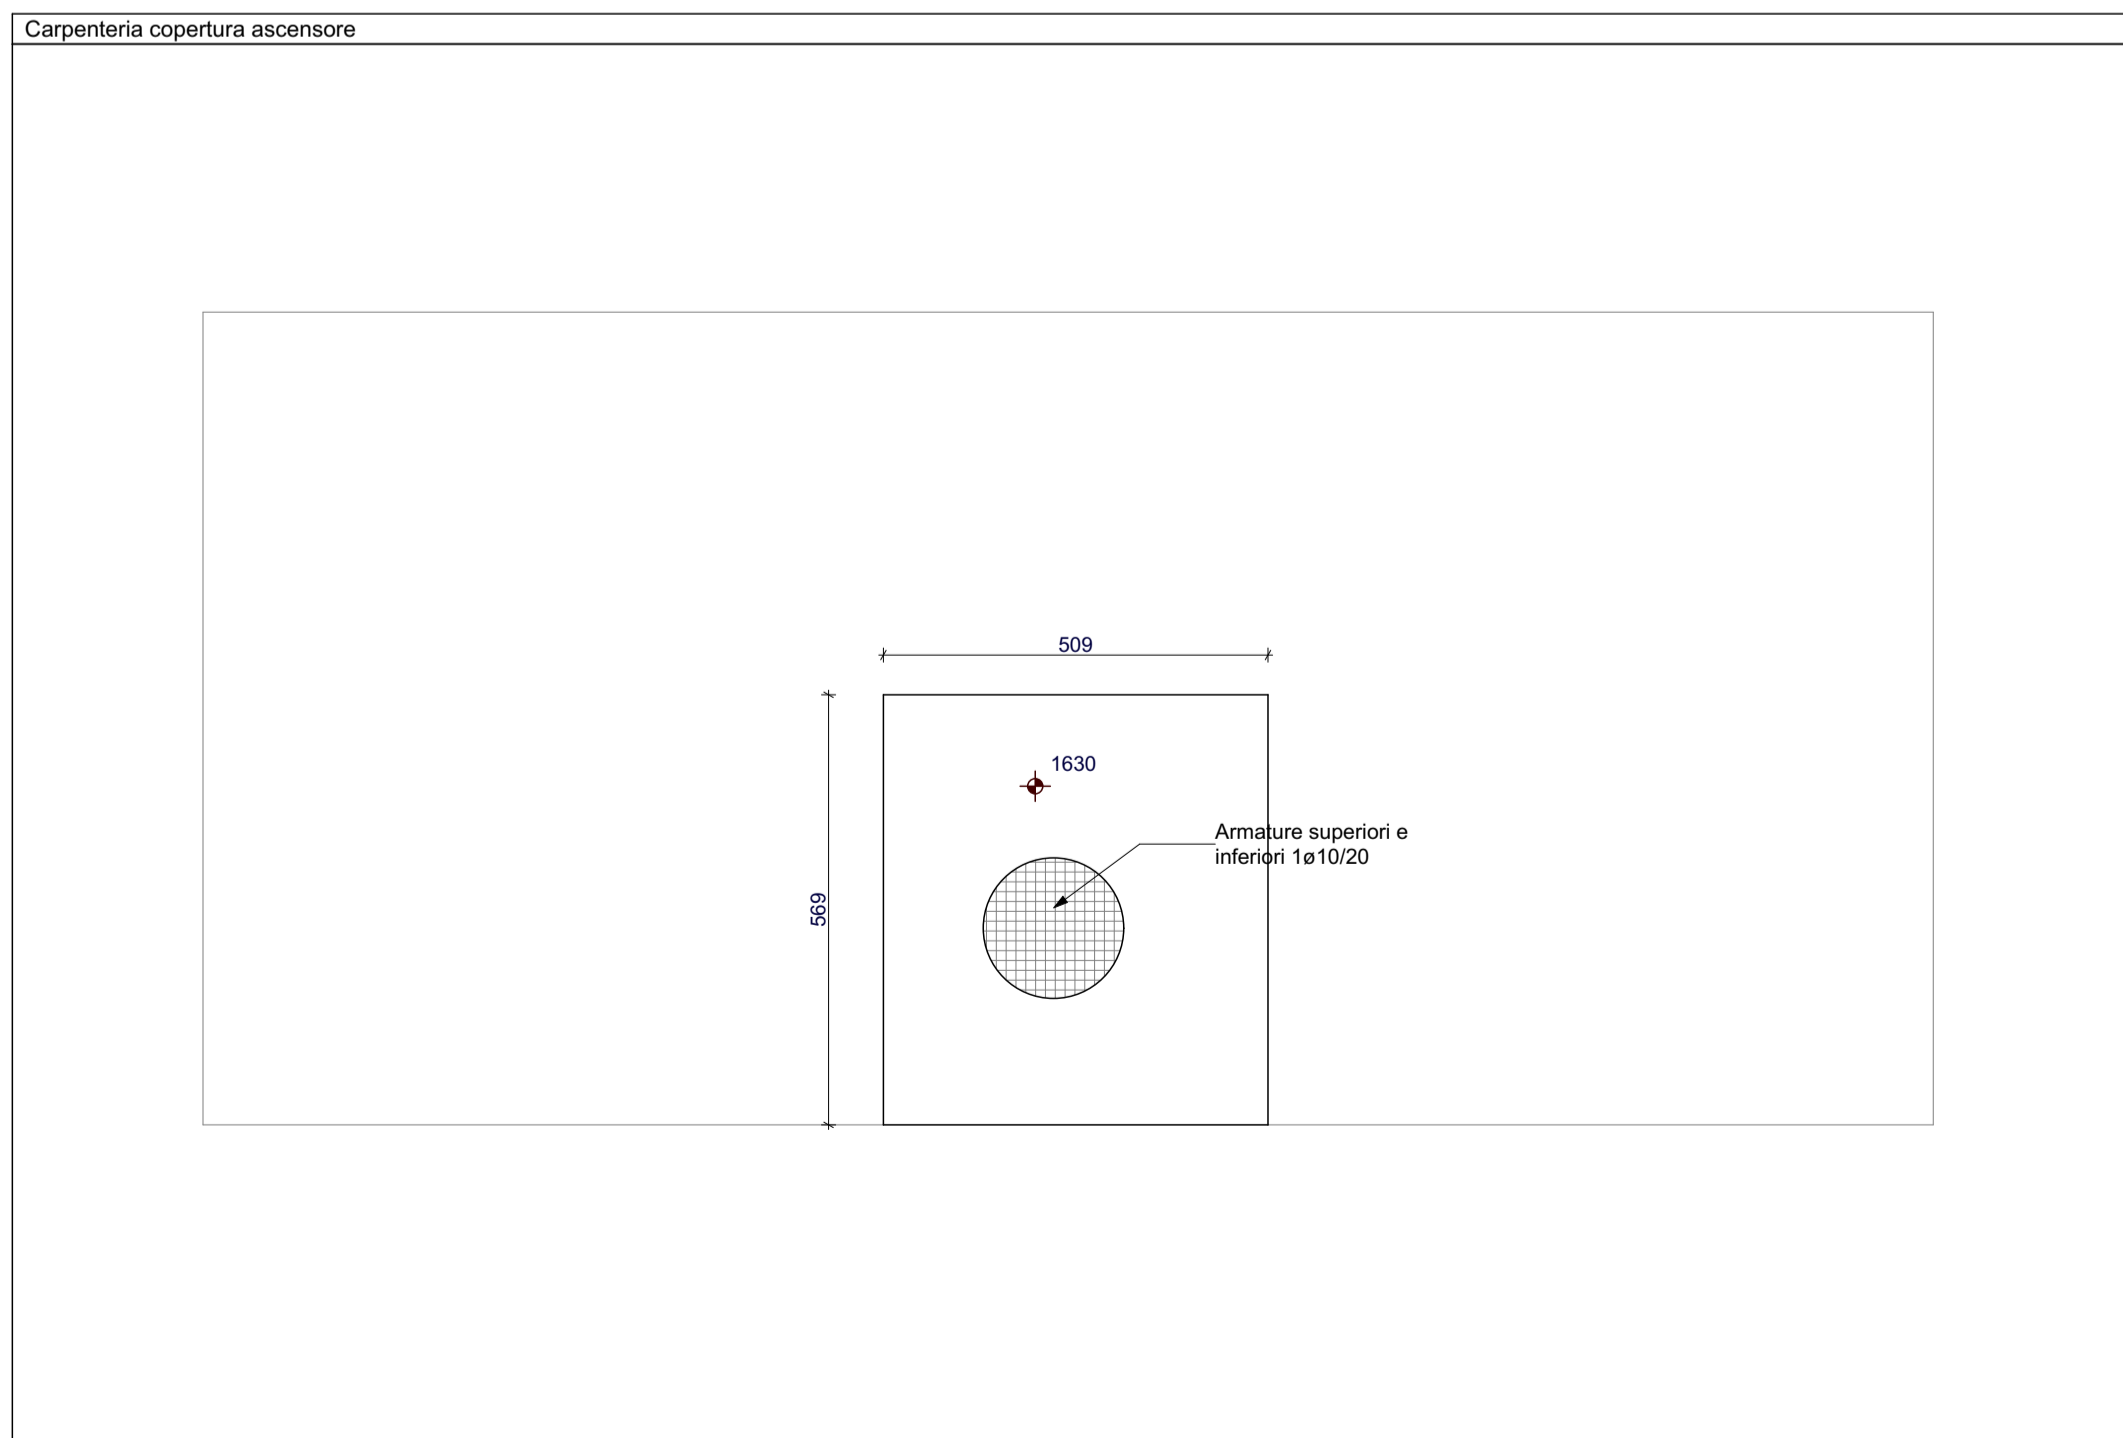 Carpenteria copertura ascensore
509
1630
Armature superiori e
inferiori 1ø10/20
569